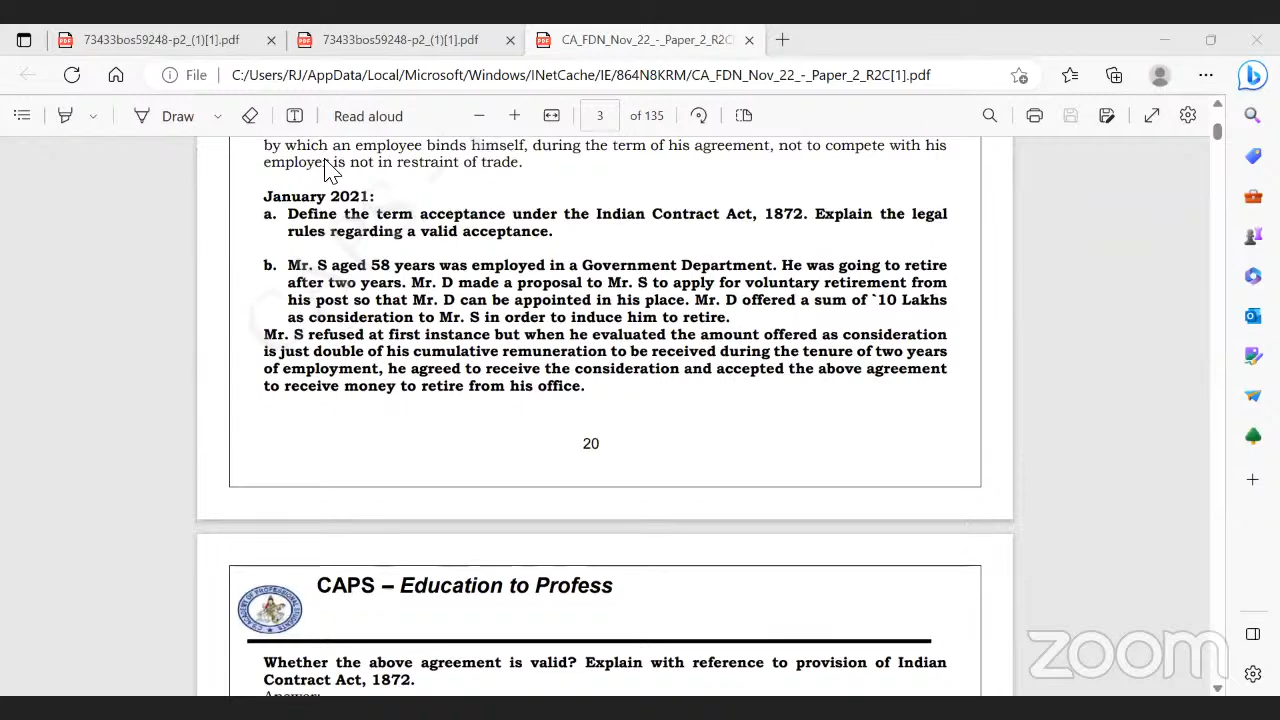 73433bos59248-p2_(1)[1].pdf
73433bos59248-p2_(1)[1].pdf
CA_FDN_Nov_22_-_Paper_2_R2C
File
C:/Users/RJ/AppData/Local/Microsoft/Windows/INetCache/IE/864N8KRM/CA_FDN_Nov_22_-_Paper_2_R2C[1].pdf
Draw
Read aloud
3 of 135
by which an employee binds himself, during the term of his agreement, not to compete with his
employer is not in restraint of trade.
January 2021:
a. Define the term acceptance under the Indian Contract Act, 1872. Explain the legal
rules regarding a valid acceptance.
b. Mr. S aged 58 years was employed in a Government Department. He was going to retire
after two years. Mr. D made a proposal to Mr. S to apply for voluntary retirement from
his post so that Mr. D can be appointed in his place. Mr. D offered a sum of `10 Lakhs
as consideration to Mr. S in order to induce him to retire.
Mr. S refused at first instance but when he evaluated the amount offered as consideration
is just double of his cumulative remuneration to be received during the tenure of two years
of employment, he agreed to receive the consideration and accepted the above agreement
to receive money to retire from his office.
20
CAPS – Education to Profess
Whether the above agreement is valid? Explain with reference to provision of Indian
Contract Act, 1872.
Answer:
zoom